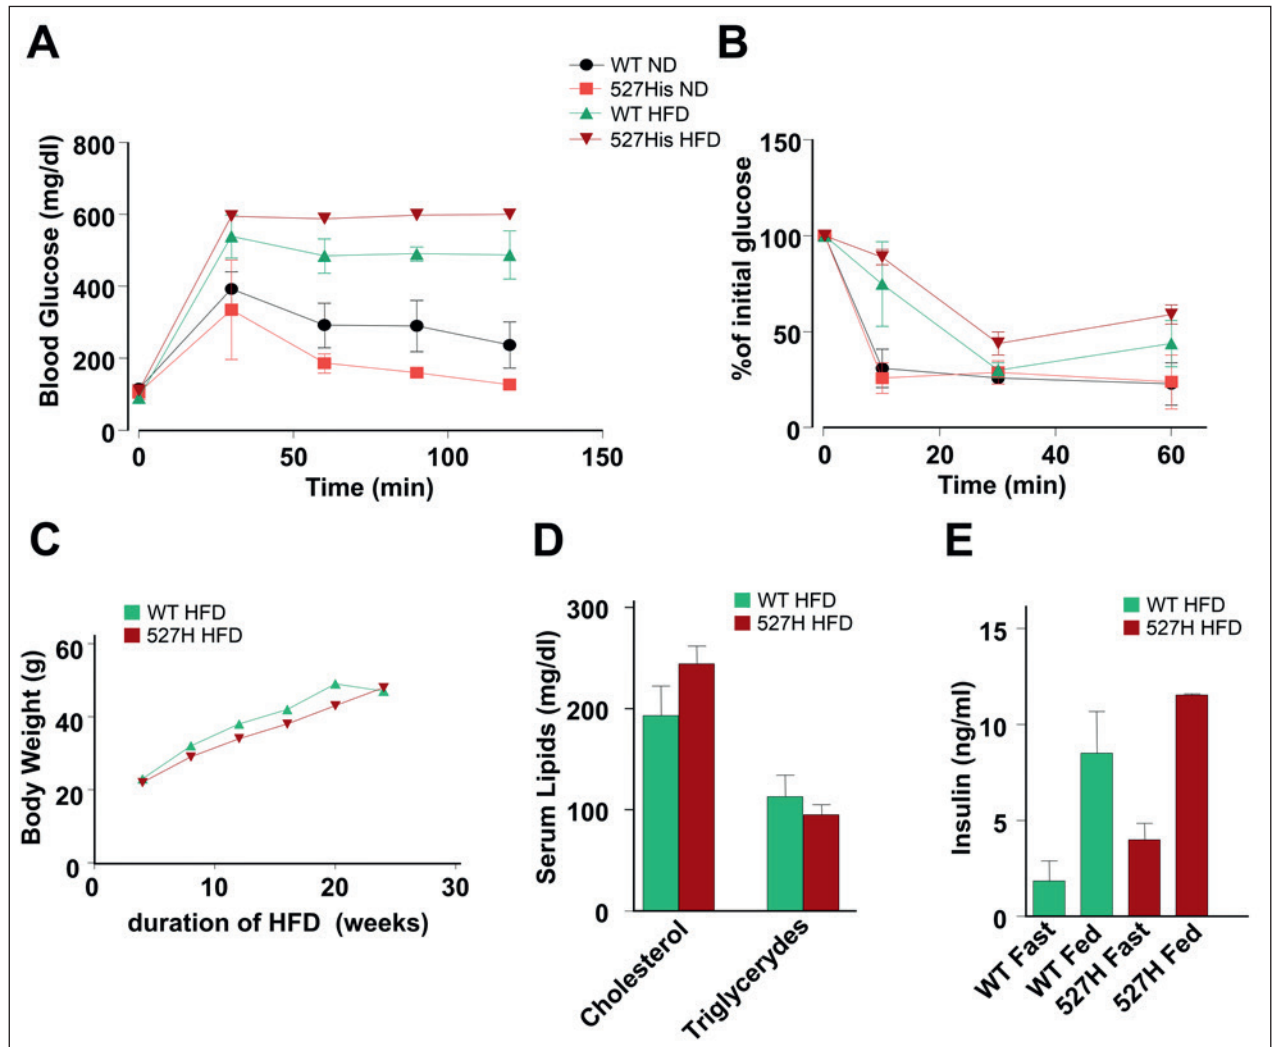 A
WT ND
527His ND
WT HFD
527His HFD
Blood Glucose (mg/dl)
800
600
400
200
0
0 50 100 150
Time (min)
B
%of initial glucose
150
100
50
0
0 20 40 60
Time (min)
C
WT HFD
527H HFD
Body Weight (g)
60
40
20
0
0 10 20 30
duration of HFD (weeks)
D
WT HFD
527H HFD
Serum Lipids (mg/dl)
300
200
100
0
Cholesterol
Triglycerydes
E
WT HFD
527H HFD
Insulin (ng/ml)
15
10
5
0
WT Fast
WT Fed
527H Fast
527H Fed